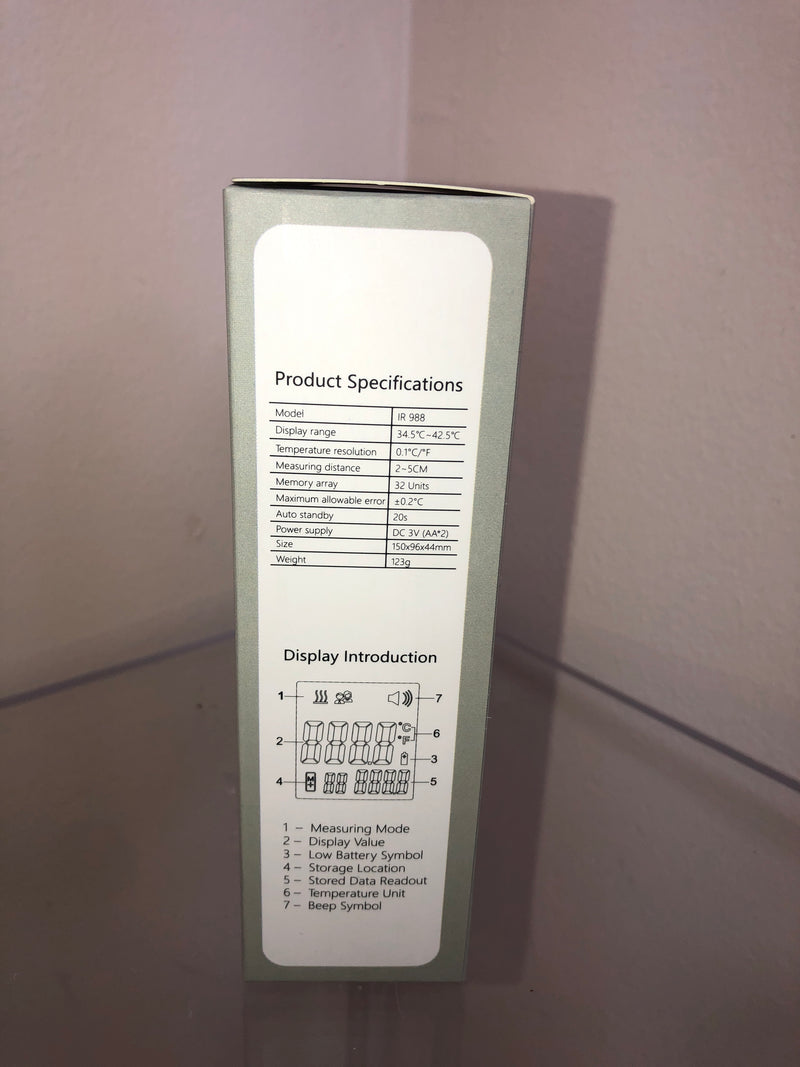 Product Specifications
Model IR 988
Display range 34.5°C~42.5°C
Temperature resolution 0.1°C/°F
Measuring distance 2~5CM
Memory array 32 Units
Maximum allowable error ±0.2°C
Auto standby 20s
Power supply DC 3V (AA*2)
Size 150x96x44mm
Weight 123g
Display Introduction
1 7
2 8888 °C 6
°F
3
4 M+ 88 8888 5
1 – Measuring Mode
2 – Display Value
3 – Low Battery Symbol
4 – Storage Location
5 – Stored Data Readout
6 – Temperature Unit
7 – Beep Symbol